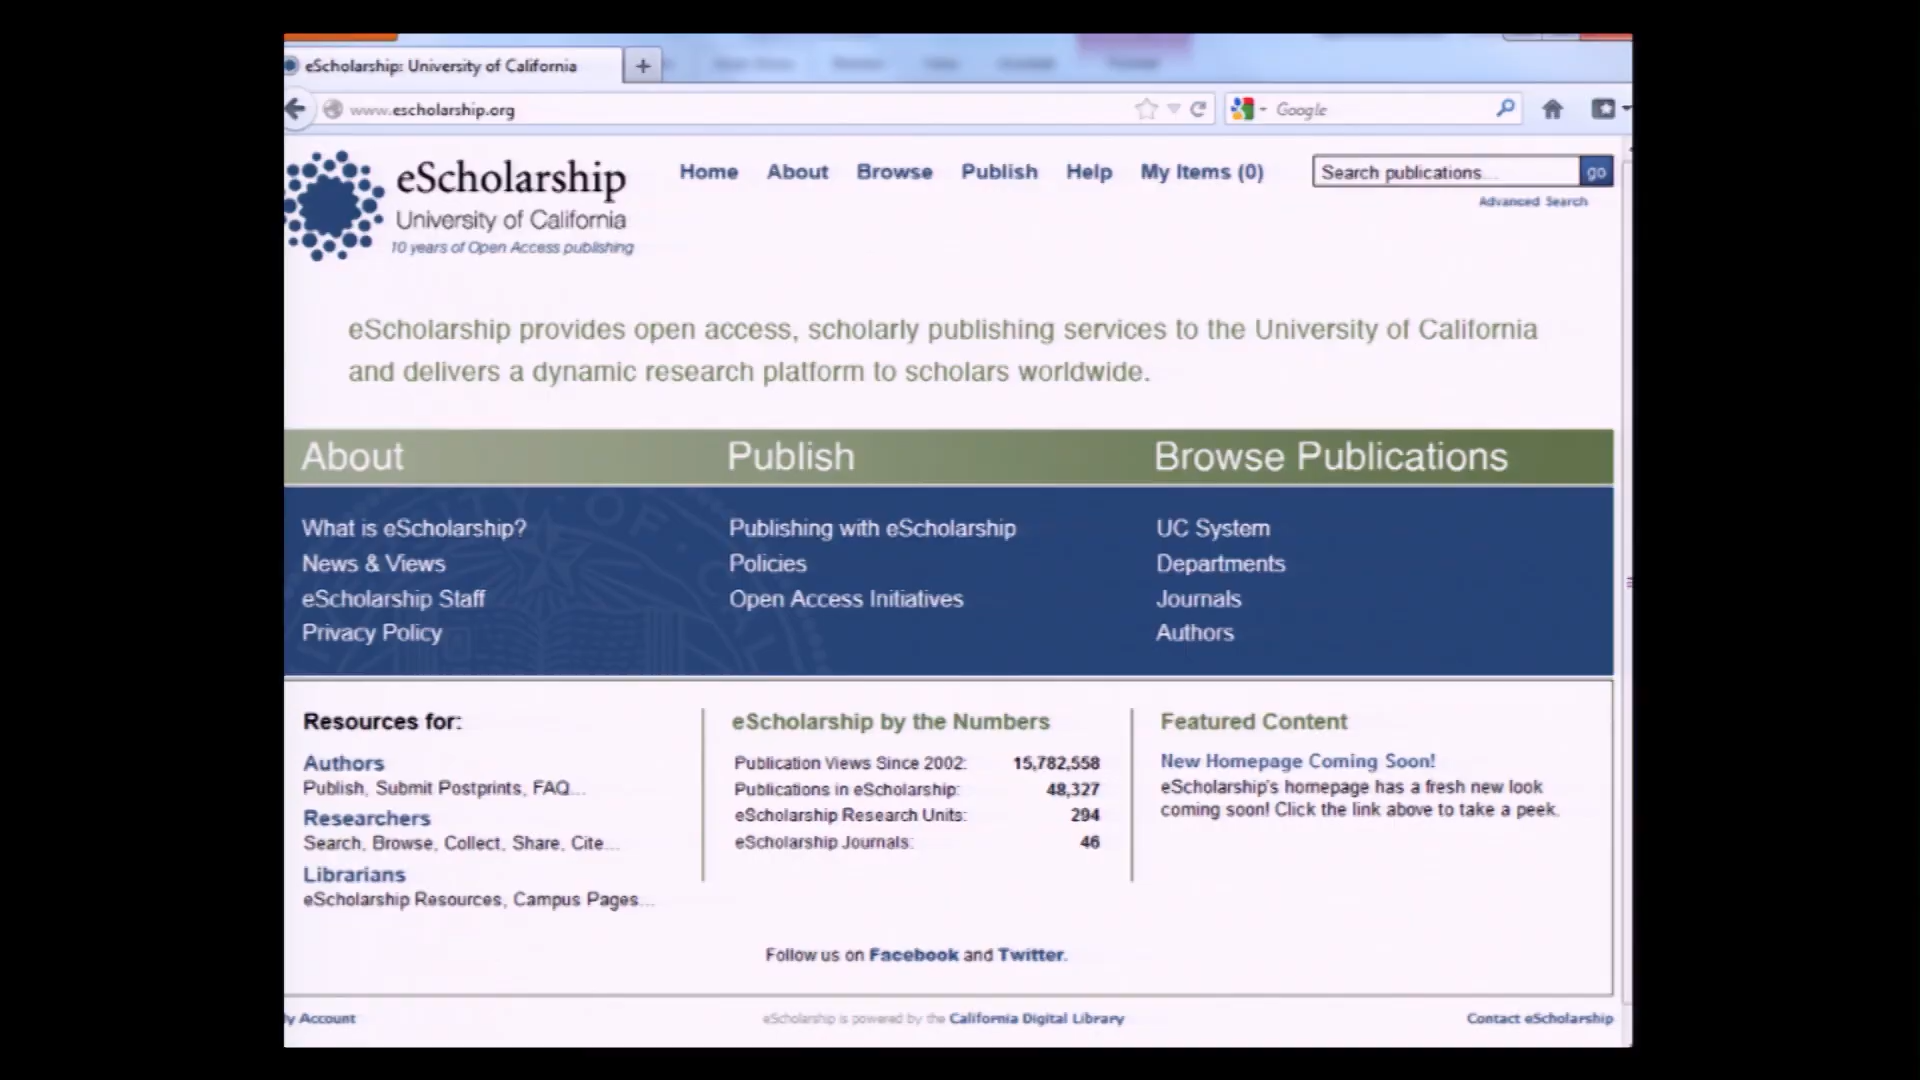 eScholarship: University of California
www.escholarship.org
Google
eScholarship
University of California
10 years of Open Access publishing
Home About Browse Publish Help My Items (0)
Search publications...
go
Advanced Search
eScholarship provides open access, scholarly publishing services to the University of California
and delivers a dynamic research platform to scholars worldwide.
About Publish Browse Publications
What is eScholarship?
News & Views
eScholarship Staff
Privacy Policy
Publishing with eScholarship
Policies
Open Access Initiatives
UC System
Departments
Journals
Authors
Resources for:
Authors
Publish, Submit Postprints, FAQ...
Researchers
Search, Browse, Collect, Share, Cite...
Librarians
eScholarship Resources, Campus Pages...
eScholarship by the Numbers
Publication Views Since 2002: 15,782,558
Publications in eScholarship: 48,327
eScholarship Research Units: 294
eScholarship Journals: 46
Featured Content
New Homepage Coming Soon!
eScholarship's homepage has a fresh new look
coming soon! Click the link above to take a peek.
Follow us on Facebook and Twitter.
y Account
eScholarship is powered by the California Digital Library
Contact eScholarship